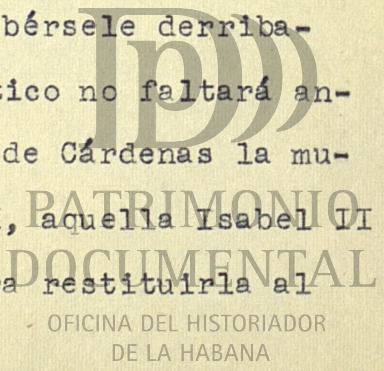 bérsele derriba-
tico no faltará an-
de Cárdenas la mu-
, aquella Isabel II
a restituirla al
PATRIMONIO
DOCUMENTAL
OFICINA DEL HISTORIADOR
DE LA HABANA